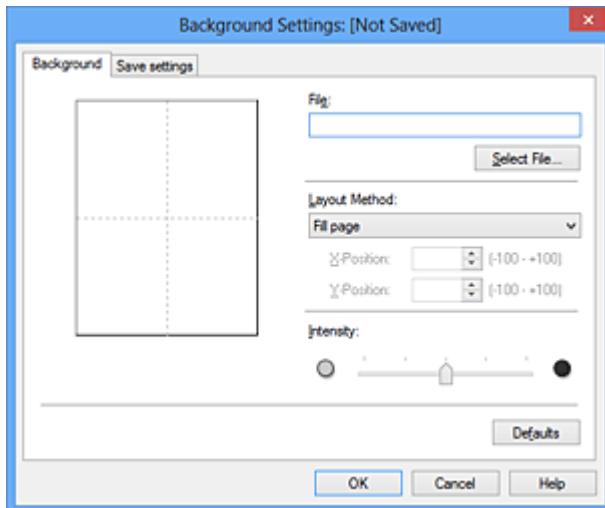 Background Settings: [Not Saved]
Background Save settings
File:
Select File...
Layout Method:
Fill page
X-Position: (-100 - +100)
Y-Position: (-100 - +100)
Intensity:
Defaults
OK Cancel Help